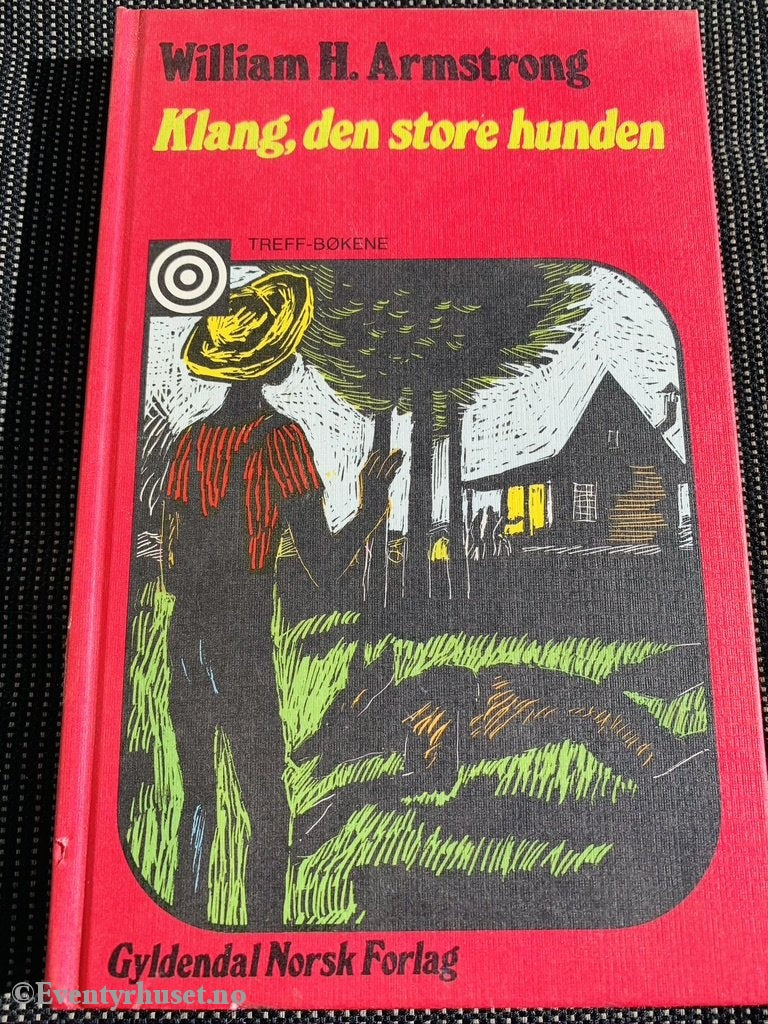 William H. Armstrong
Klang, den store hunden
TREFF-BØKENE
Gyldendal Norsk Forlag
©Eventyrhuset.no